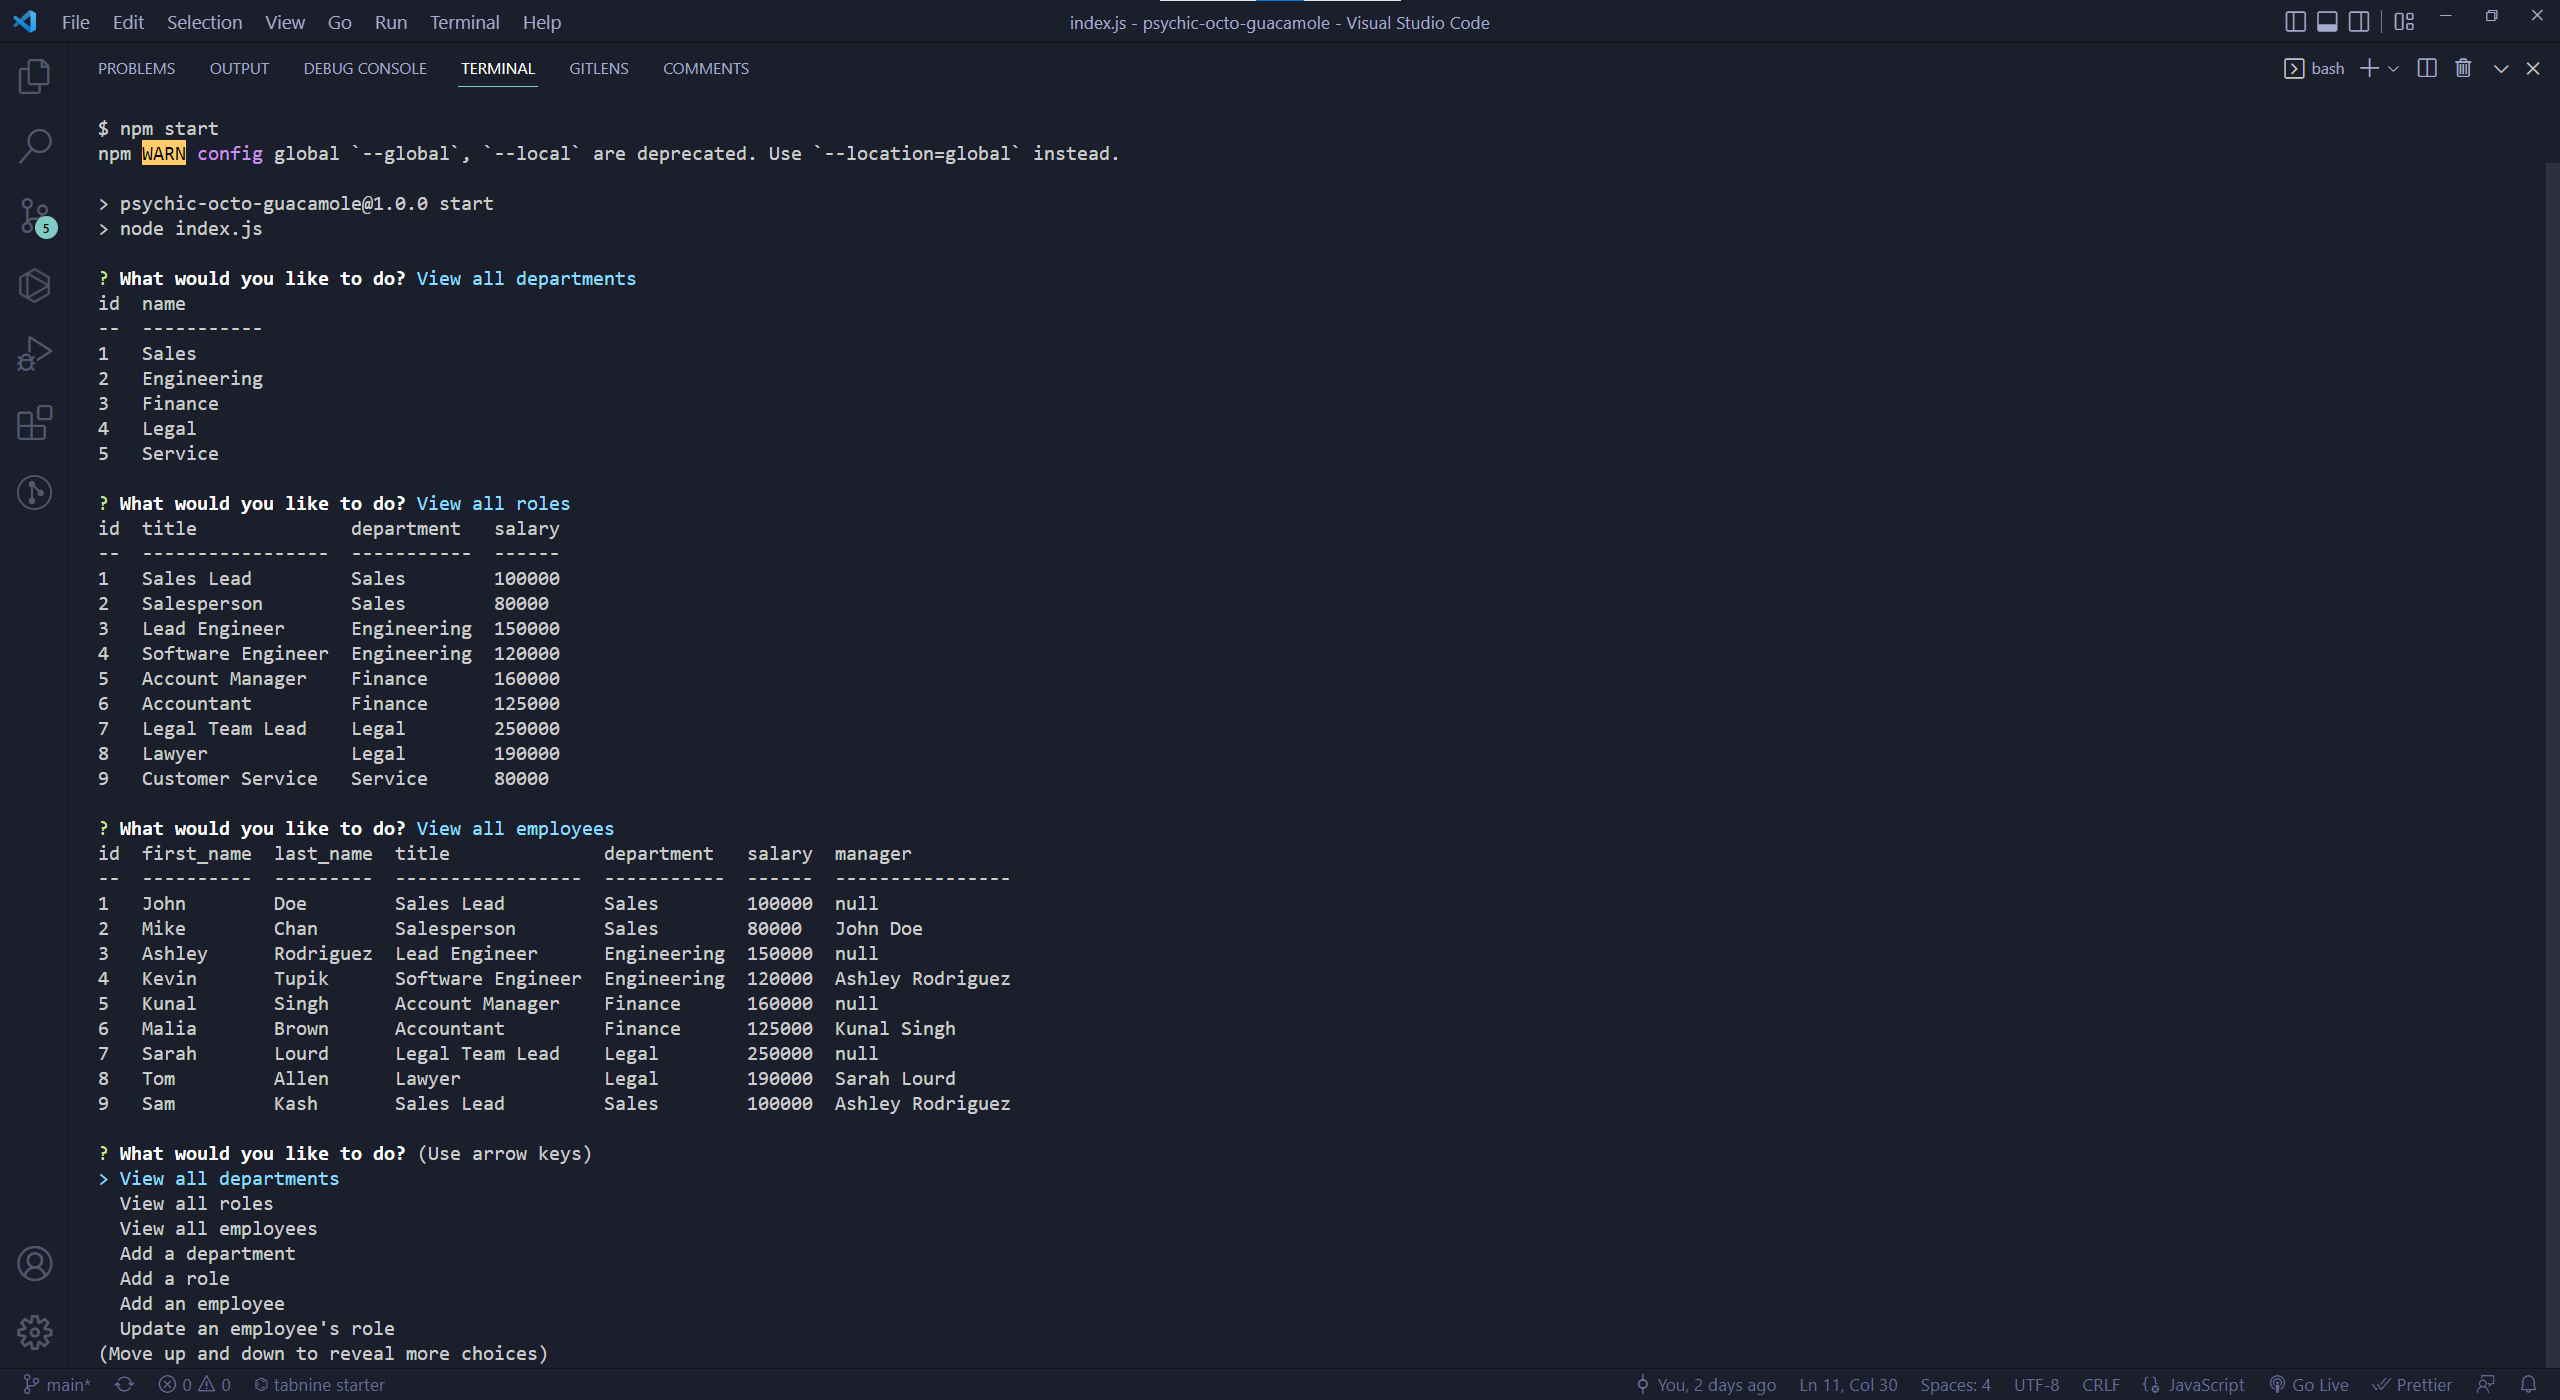 File Edit Selection View Go Run Terminal Help
index.js - psychic-octo-guacamole - Visual Studio Code
PROBLEMS OUTPUT DEBUG CONSOLE TERMINAL GITLENS COMMENTS
bash
$ npm start
npm WARN config global `--global`, `--local` are deprecated. Use `--location=global` instead.
> psychic-octo-guacamole@1.0.0 start
> node index.js
? What would you like to do? View all departments
id  name
--  -----------
1   Sales
2   Engineering
3   Finance
4   Legal
5   Service
? What would you like to do? View all roles
id  title              department   salary
--  -----------------  -----------  ------
1   Sales Lead         Sales        100000
2   Salesperson        Sales        80000
3   Lead Engineer      Engineering  150000
4   Software Engineer  Engineering  120000
5   Account Manager    Finance      160000
6   Accountant         Finance      125000
7   Legal Team Lead    Legal        250000
8   Lawyer             Legal        190000
9   Customer Service   Service      80000
? What would you like to do? View all employees
id  first_name  last_name  title              department   salary  manager
--  ----------  ---------  -----------------  -----------  ------  ----------------
1   John        Doe        Sales Lead         Sales        100000  null
2   Mike        Chan       Salesperson        Sales        80000   John Doe
3   Ashley      Rodriguez  Lead Engineer      Engineering  150000  null
4   Kevin       Tupik      Software Engineer  Engineering  120000  Ashley Rodriguez
5   Kunal       Singh      Account Manager    Finance      160000  null
6   Malia       Brown      Accountant         Finance      125000  Kunal Singh
7   Sarah       Lourd      Legal Team Lead    Legal        250000  null
8   Tom         Allen      Lawyer             Legal        190000  Sarah Lourd
9   Sam         Kash       Sales Lead         Sales        100000  Ashley Rodriguez
? What would you like to do? (Use arrow keys)
> View all departments
View all roles
View all employees
Add a department
Add a role
Add an employee
Update an employee's role
(Move up and down to reveal more choices)
5
main* 0 0 tabnine starter You, 2 days ago Ln 11, Col 30 Spaces: 4 UTF-8 CRLF JavaScript Go Live Prettier